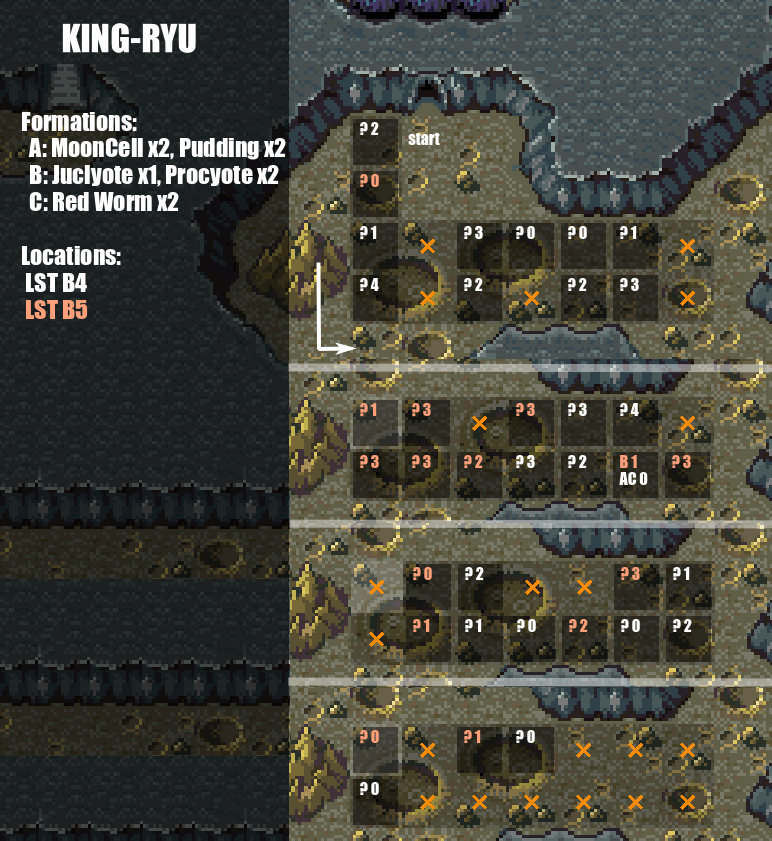 KING-RYU
Formations:
A: MoonCell x2, Pudding x2
B: Juclyote x1, Procyote x2
C: Red Worm x2
Locations:
LST B4
LST B5
?2
start
?0
?1 ?3 ?0 ?0 ?1
?4 ?2 ?2 ?3
?1 ?3 ?3 ?3 ?4
?3 ?3 ?2 ?3 ?2 B1 ?3
AC0
?0 ?2 ?3 ?1
?1 ?1 ?0 ?2 ?0 ?2
?0 ?1 ?0
?0